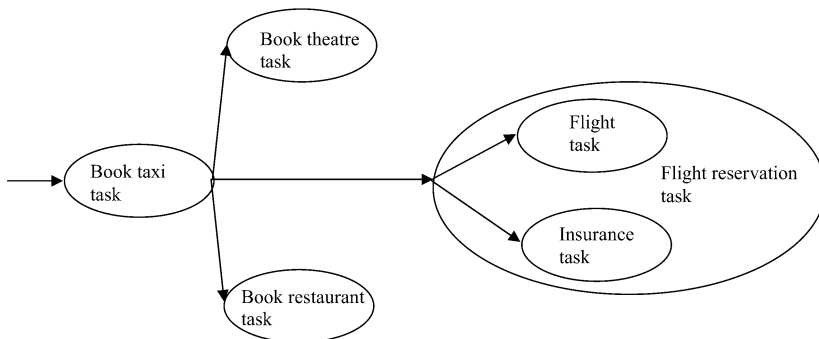 Book theatre
task
Book taxi
task
Flight
task
Flight reservation
task
Insurance
task
Book restaurant
task